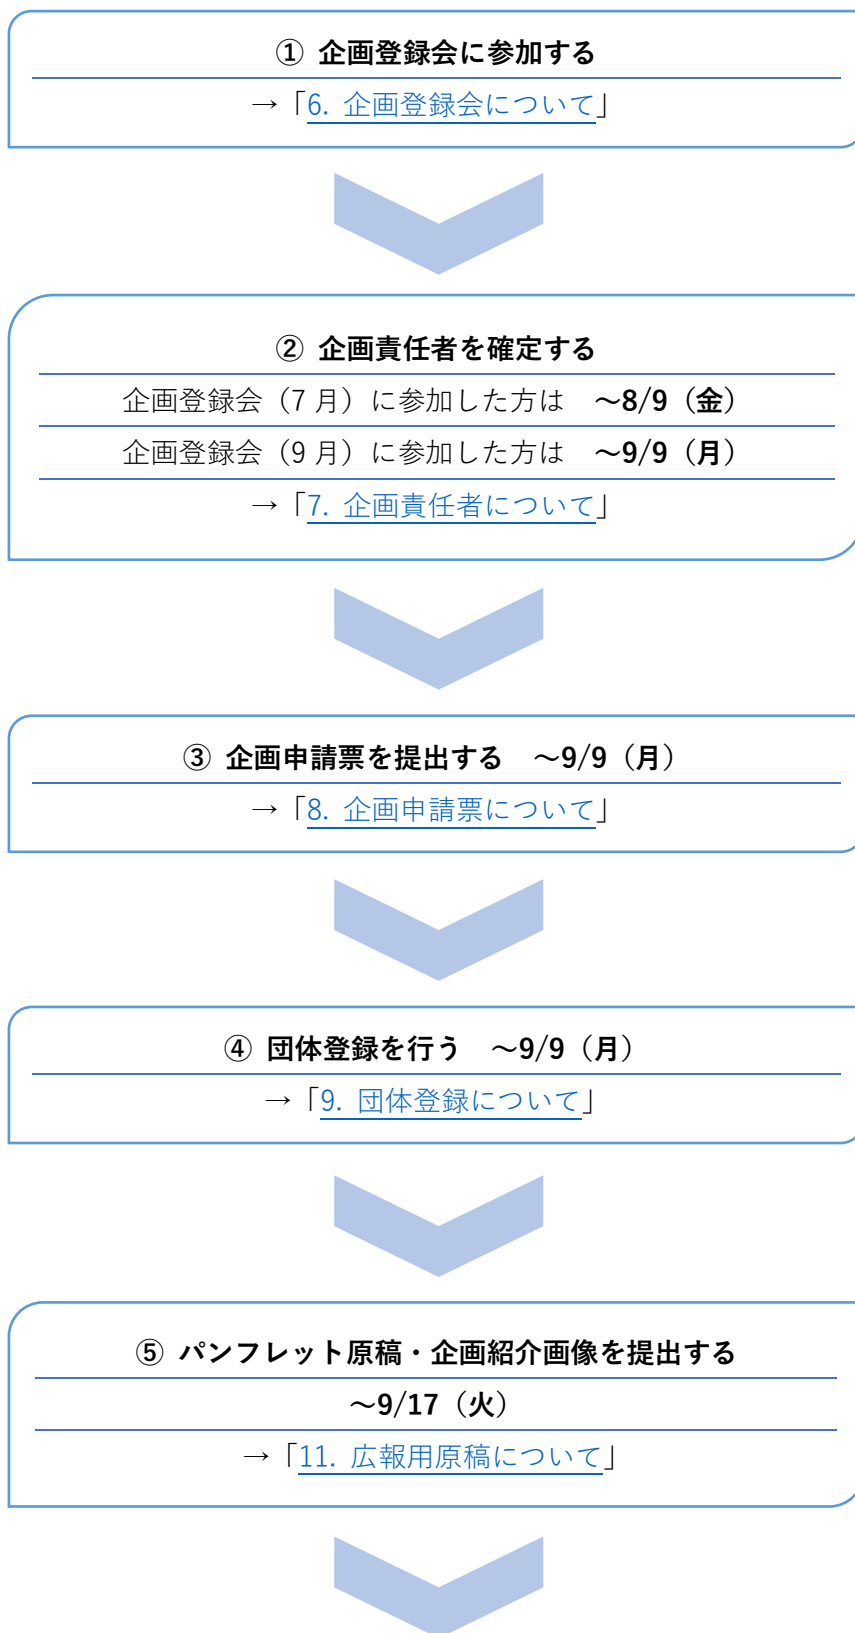 ① 企画登録会に参加する
→「6. 企画登録会について」
② 企画責任者を確定する
企画登録会（7月）に参加した方は　～8/9（金）
企画登録会（9月）に参加した方は　～9/9（月）
→「7. 企画責任者について」
③ 企画申請票を提出する　～9/9（月）
→「8. 企画申請票について」
④ 団体登録を行う　～9/9（月）
→「9. 団体登録について」
⑤ パンフレット原稿・企画紹介画像を提出する
～9/17（火）
→「11. 広報用原稿について」